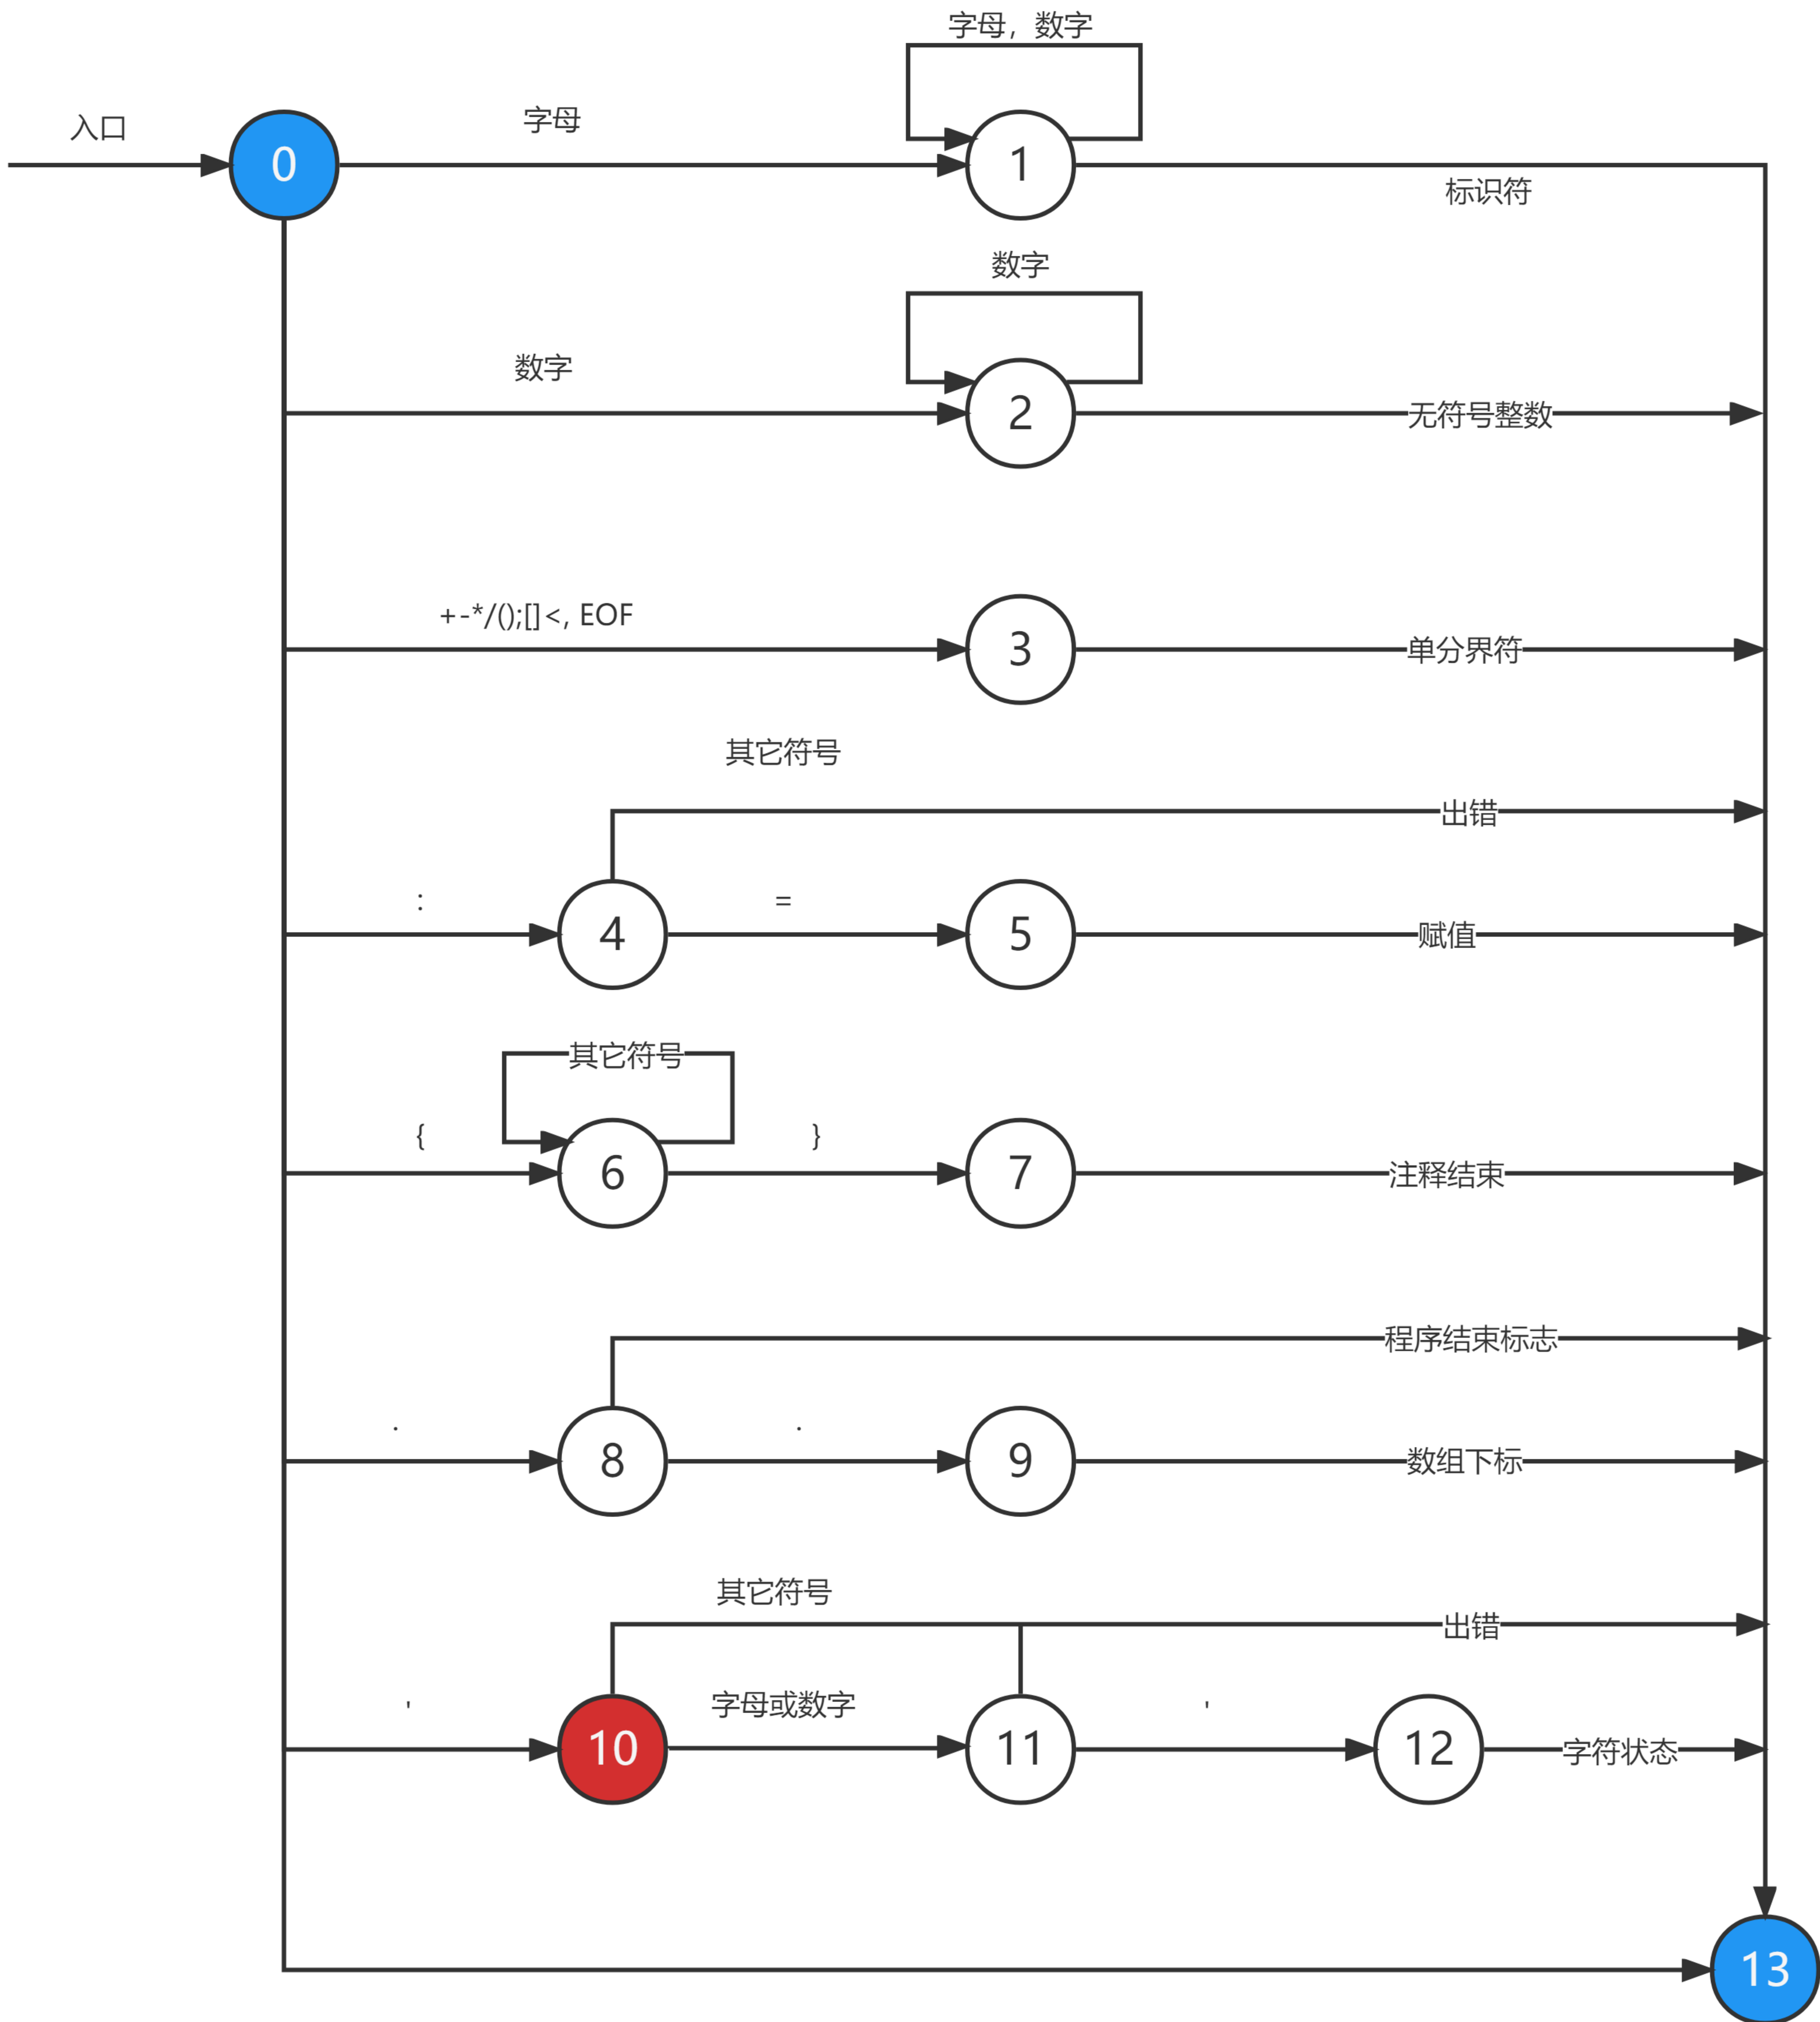 字母，数字
入口
字母
0
1
标识符
数字
数字
2
无符号整数
+-*/();[]<, EOF
3
单分界符
其它符号
出错
:
=
4
5
赋值
其它符号
{
}
6
7
注释结束
程序结束标志
.
.
8
9
数组下标
其它符号
出错
'
字母或数字
'
10
11
12
字符状态
13